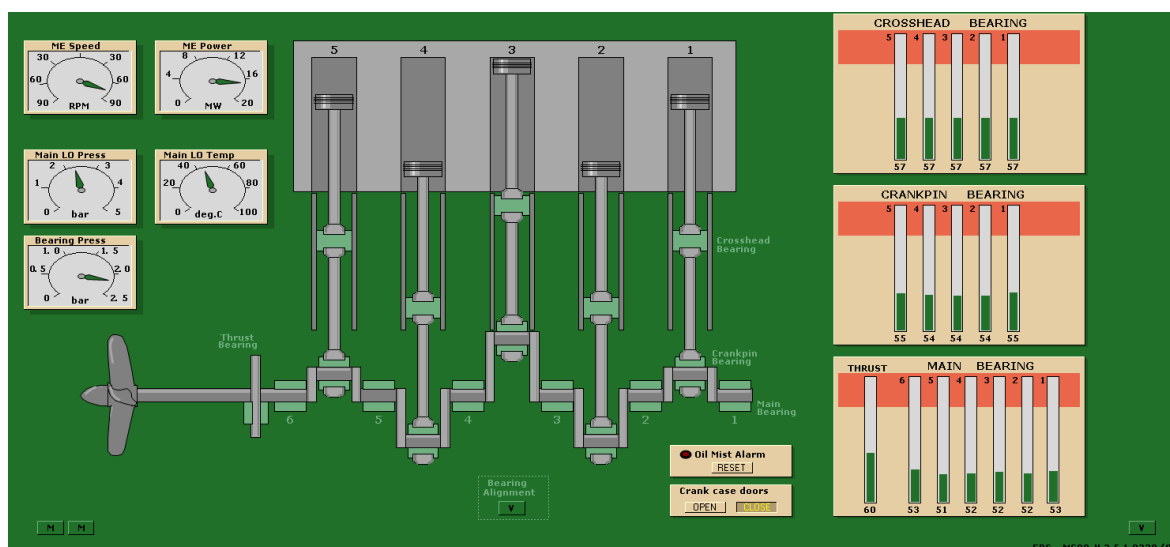 ME Speed
30 30
60 60
90 RPM 90
ME Power
8 12
4 16
0 MW 20
Main LO Press
2 3
1 4
0 bar 5
Main LO Temp
40 60
20 80
0 deg.C 100
Bearing Press
1.0 1.5
0.5 2.0
0 bar 2.5
5 4 3 2 1
Crosshead
Bearing
Thrust
Bearing
Crankpin
Bearing
Main
Bearing
6 5 4 3 2 1
Bearing
Alignment
V
Oil Mist Alarm
RESET
Crank case doors
OPEN CLOSE
M M
CROSSHEAD BEARING
5 4 3 2 1
57 57 57 57 57
CRANKPIN BEARING
5 4 3 2 1
55 54 54 54 55
THRUST MAIN BEARING
6 5 4 3 2 1
60 53 51 52 52 52 53
V